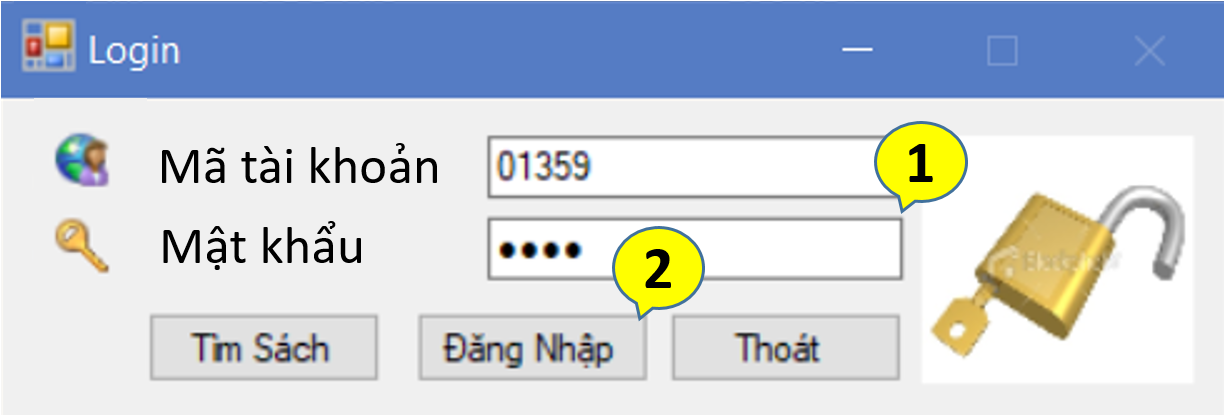 Login
Mã tài khoản
01359
1
Mật khẩu
••••
2
Tìm Sách
Đăng Nhập
Thoát